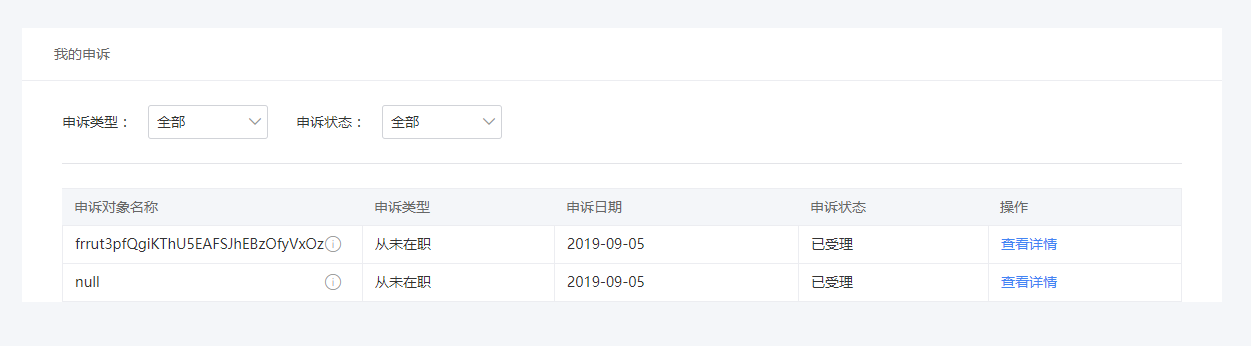 我的申诉
申诉类型： 全部 申诉状态： 全部
申诉对象名称 申诉类型 申诉日期 申诉状态 操作
frrut3pfQgiKThU5EAFSJhEBzOfyVxOz 从未在职 2019-09-05 已受理 查看详情
null 从未在职 2019-09-05 已受理 查看详情